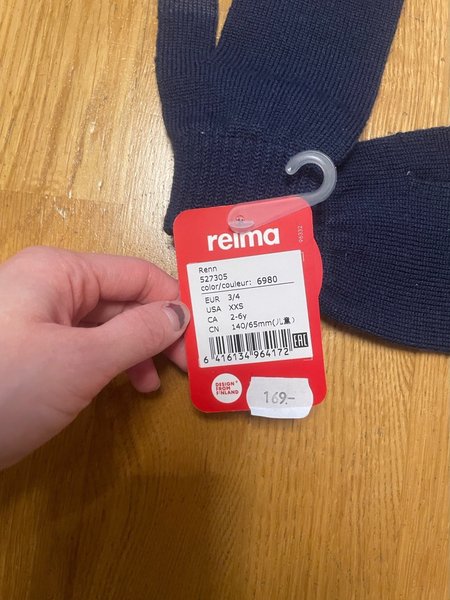 reima
96332
Renn
527305
color/couleur: 6980
EUR 3/4
USA XXS
CA 2-6y
CN 140/65mm(儿童)
EAC
6 416134 964172
DESIGN
FROM
FINLAND
169.-